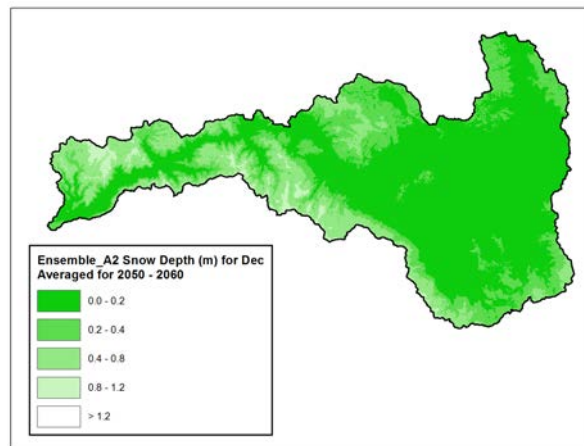 Ensemble_A2 Snow Depth (m) for Dec
Averaged for 2050 - 2060
0.0 - 0.2
0.2 - 0.4
0.4 - 0.8
0.8 - 1.2
> 1.2